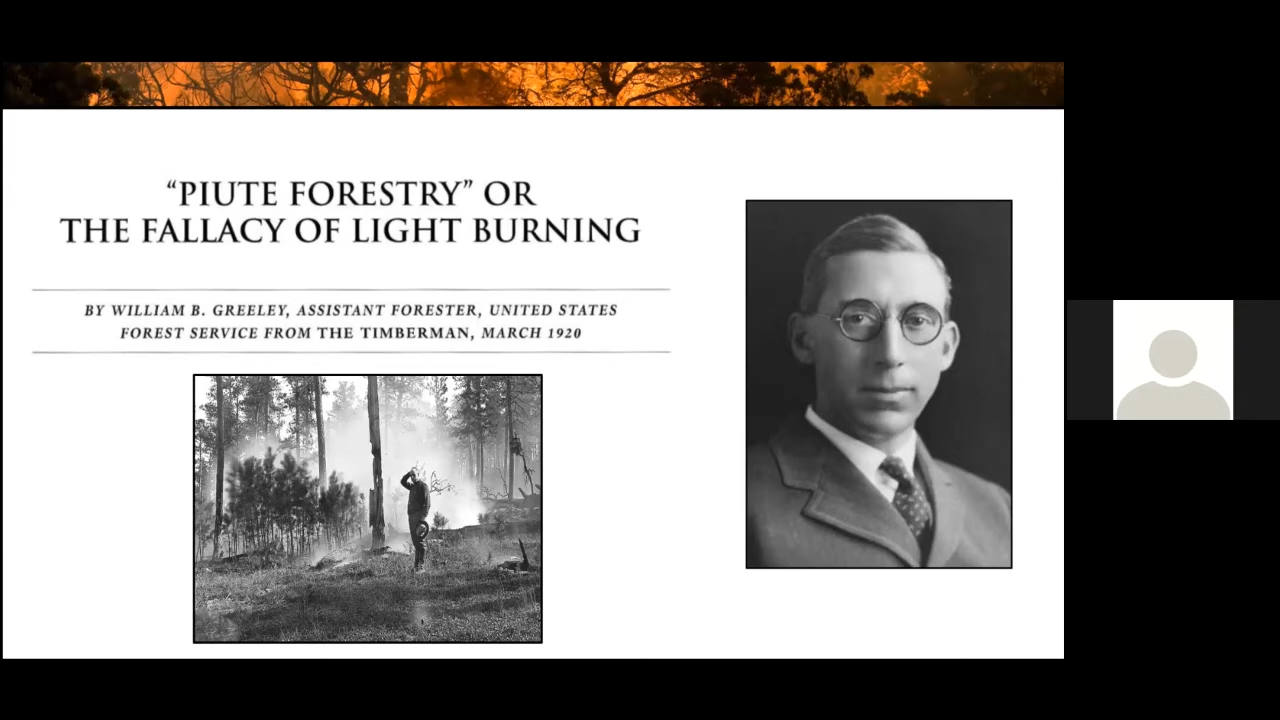 “PIUTE FORESTRY” OR
THE FALLACY OF LIGHT BURNING
BY WILLIAM B. GREELEY, ASSISTANT FORESTER, UNITED STATES
FOREST SERVICE FROM THE TIMBERMAN, MARCH 1920